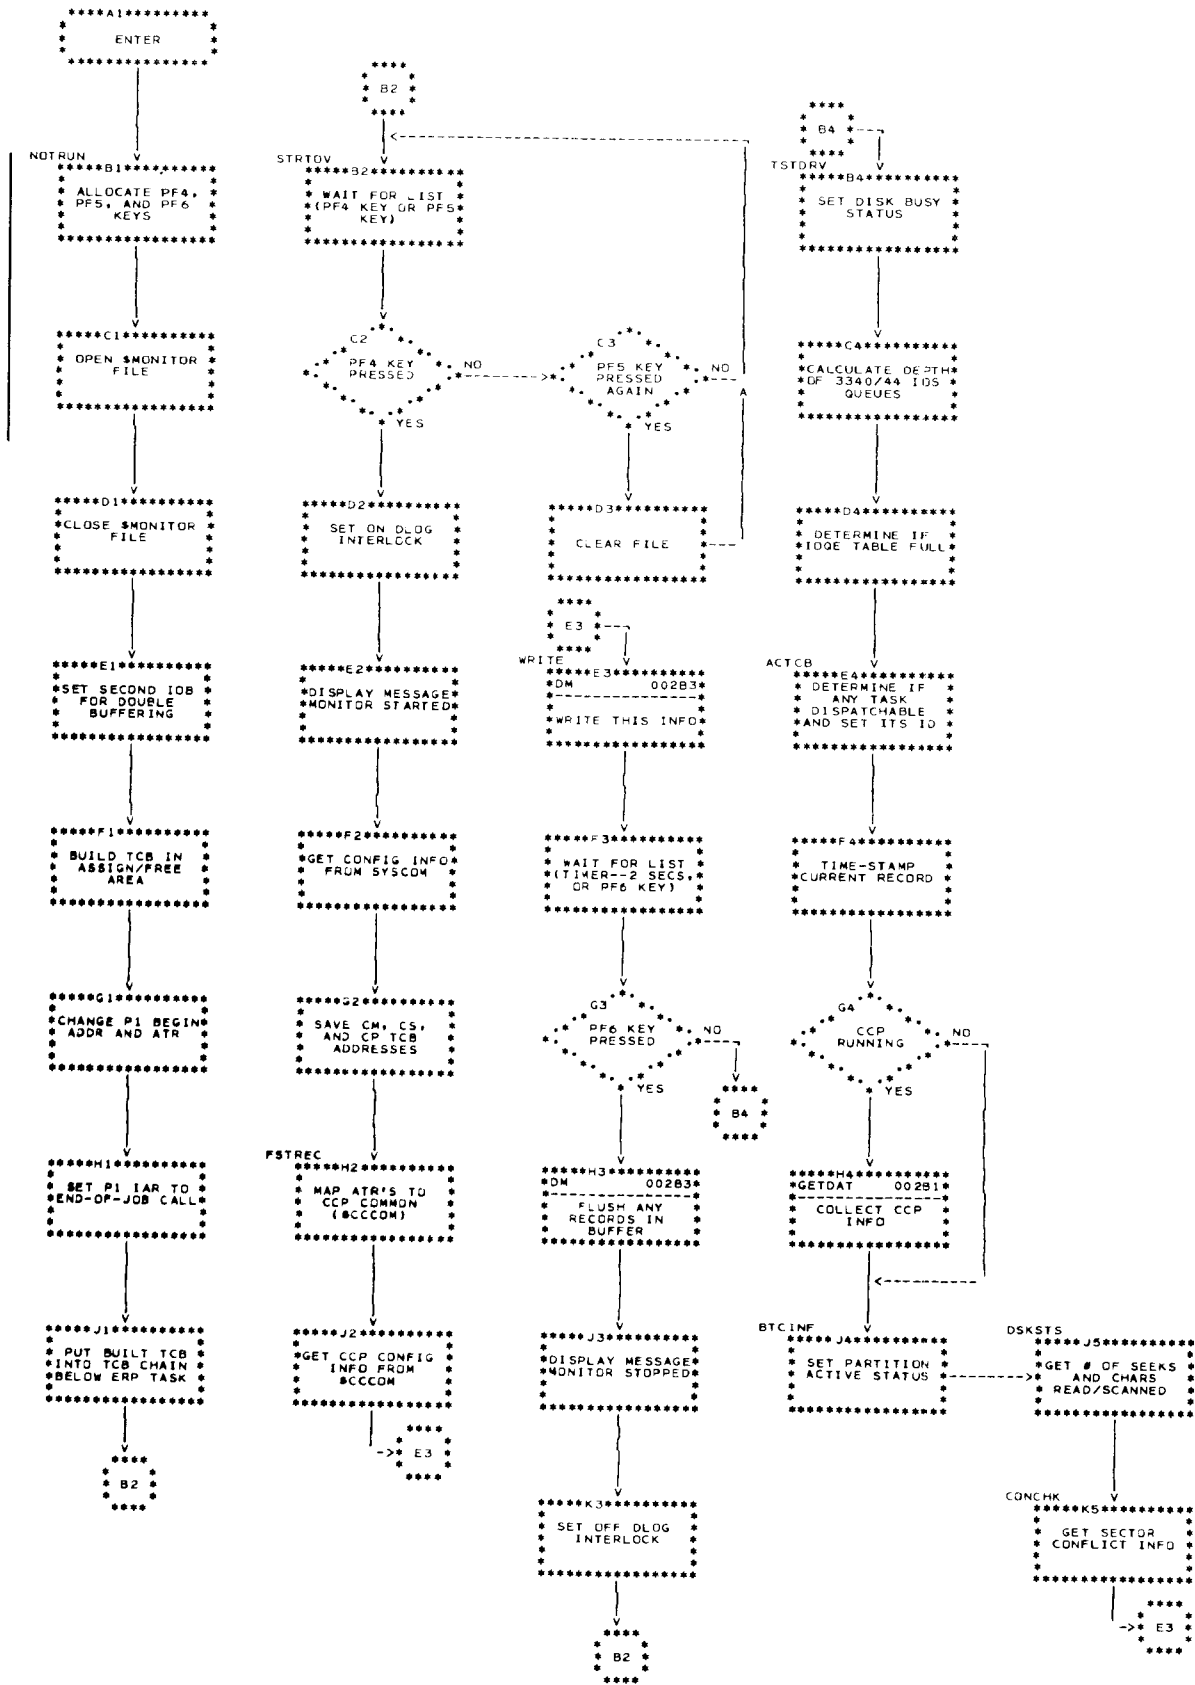 A1
ENTER
NOTRUN
B1
ALLOCATE PF4,
PF5, AND PF6
KEYS
C1
OPEN $MONITOR
FILE
D1
CLOSE $MONITOR
FILE
E1
SET SECOND IOB
FOR DOUBLE
BUFFERING
F1
BUILD TCB IN
ASSIGN/FREE
AREA
G1
CHANGE P1 BEGIN
ADDR AND ATR
H1
SET P1 IAR TO
END-OF-JOB CALL
J1
PUT BUILT TCB
INTO TCB CHAIN
BELOW ERP TASK
B2
B2
STRTOV
B2
WAIT FOR LIST
(PF4 KEY OR PF5
KEY)
C2
PF4 KEY
PRESSED
NO
YES
D2
SET ON DLOG
INTERLOCK
E2
DISPLAY MESSAGE
MONITOR STARTED
F2
GET CONFIG INFO
FROM SYSCOM
G2
SAVE CM, CS,
AND CP TCB
ADDRESSES
FSTREC
H2
MAP ATR'S TO
CCP COMMON
($CCCOM)
J2
GET CCP CONFIG
INFO FROM
$CCCOM
E3
C3
PF5 KEY
PRESSED
AGAIN
NO
A
YES
D3
CLEAR FILE
E3
WRITE
E3
DM 002B3
WRITE THIS INFO
F3
WAIT FOR LIST
(TIMER--2 SECS,
OR PF6 KEY)
G3
PF6 KEY
PRESSED
NO
YES
B4
H3
DM 002B3
FLUSH ANY
RECORDS IN
BUFFER
J3
DISPLAY MESSAGE
MONITOR STOPPED
K3
SET OFF DLOG
INTERLOCK
B2
B4
TSTDRV
B4
SET DISK BUSY
STATUS
C4
CALCULATE DEPTH
OF 3340/44 IOS
QUEUES
D4
DETERMINE IF
IOQE TABLE FULL
ACTCB
E4
DETERMINE IF
ANY TASK
DISPATCHABLE
AND SET ITS ID
F4
TIME-STAMP
CURRENT RECORD
G4
CCP
RUNNING
NO
YES
H4
GETDAT 002B1
COLLECT CCP
INFO
BTCINF
J4
SET PARTITION
ACTIVE STATUS
DSKSTS
J5
GET # OF SEEKS
AND CHARS
READ/SCANNED
CONCHK
K5
GET SECTOR
CONFLICT INFO
E3